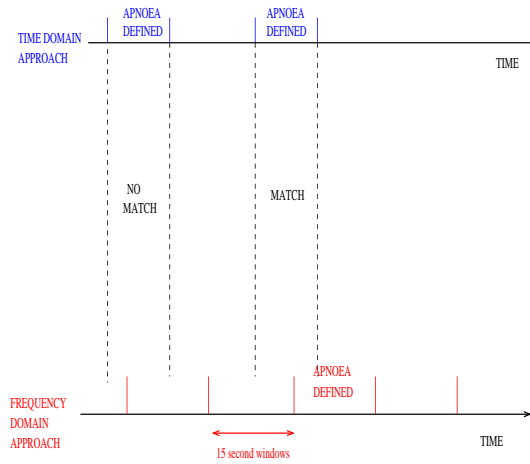 APNOEA
DEFINED
APNOEA
DEFINED
TIME DOMAIN
APPROACH
TIME
NO
MATCH
MATCH
APNOEA
DEFINED
FREQUENCY
DOMAIN
APPROACH
15 second windows
TIME